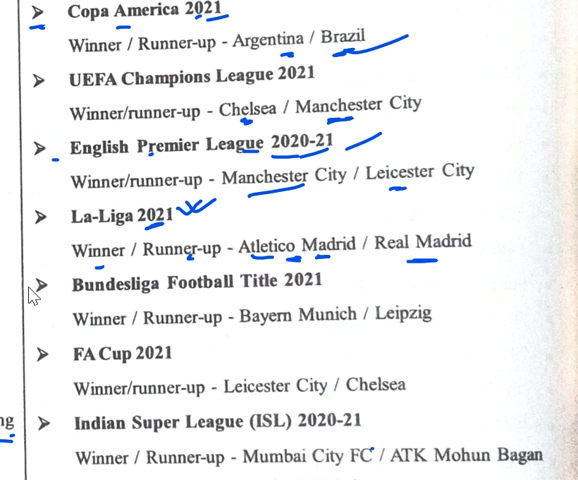 ➤ Copa America 2021
Winner / Runner-up - Argentina / Brazil
➤ UEFA Champions League 2021
Winner/runner-up - Chelsea / Manchester City
➤ English Premier League 2020-21
Winner/runner-up - Manchester City / Leicester City
➤ La-Liga 2021
Winner / Runner-up - Atletico Madrid / Real Madrid
➤ Bundesliga Football Title 2021
Winner / Runner-up - Bayern Munich / Leipzig
➤ FA Cup 2021
Winner/runner-up - Leicester City / Chelsea
➤ Indian Super League (ISL) 2020-21
Winner / Runner-up - Mumbai City FC / ATK Mohun Bagan